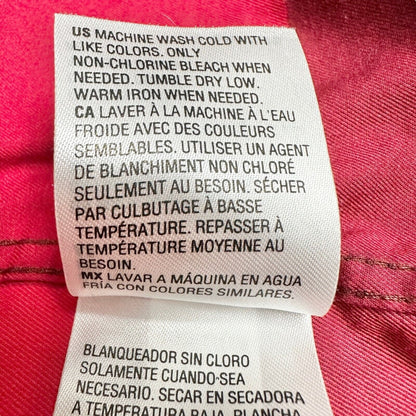 US MACHINE WASH COLD WITH
LIKE COLORS. ONLY
NON-CHLORINE BLEACH WHEN
NEEDED. TUMBLE DRY LOW.
WARM IRON WHEN NEEDED.
CA LAVER À LA MACHINE À L'EAU
FROIDE AVEC DES COULEURS
SEMBLABLES. UTILISER UN AGENT
DE BLANCHIMENT NON CHLORÉ
SEULEMENT AU BESOIN. SÉCHER
PAR CULBUTAGE À BASSE
TEMPÉRATURE. REPASSER À
TEMPÉRATURE MOYENNE AU
BESOIN.
MX LAVAR A MÁQUINA EN AGUA
FRÍA CON COLORES SIMILARES.
BLANQUEADOR SIN CLORO
SOLAMENTE CUANDO SEA
NECESARIO. SECAR EN SECADORA
A TEMPERATURA BAJA. PLANCHA